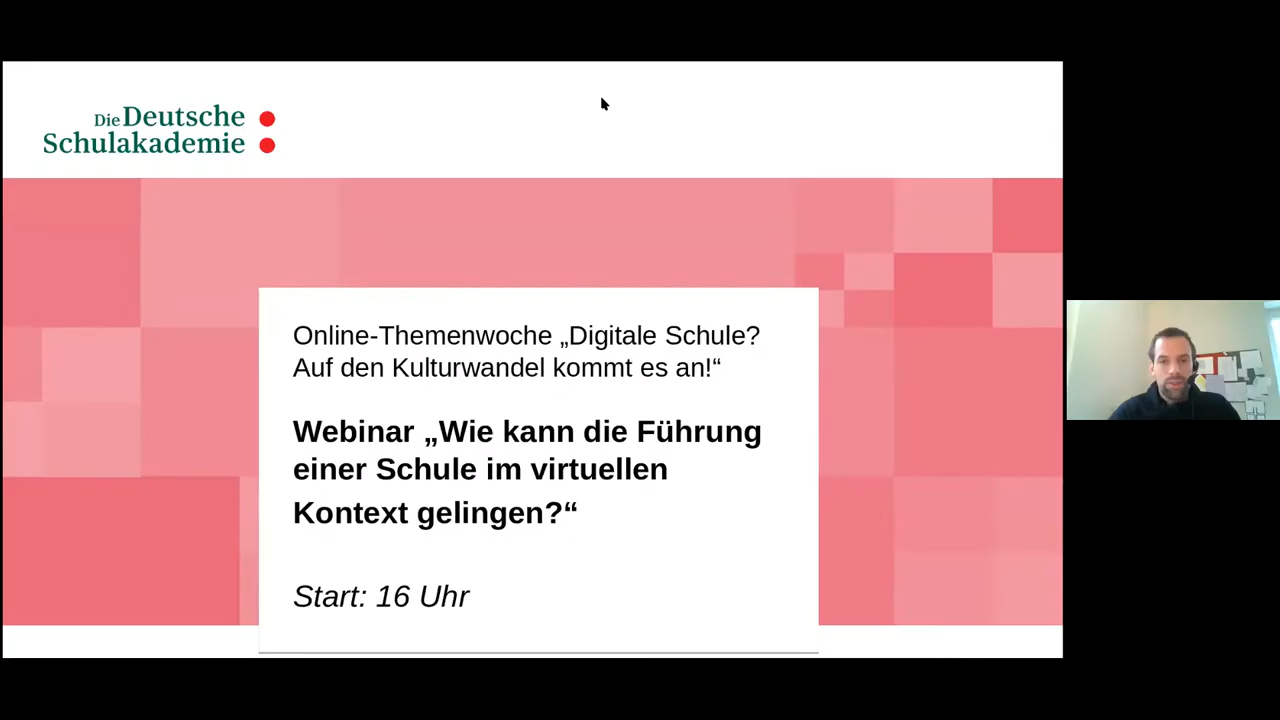 Die Deutsche
Schulakademie
Online-Themenwoche „Digitale Schule?
Auf den Kulturwandel kommt es an!“
Webinar „Wie kann die Führung
einer Schule im virtuellen
Kontext gelingen?“
Start: 16 Uhr